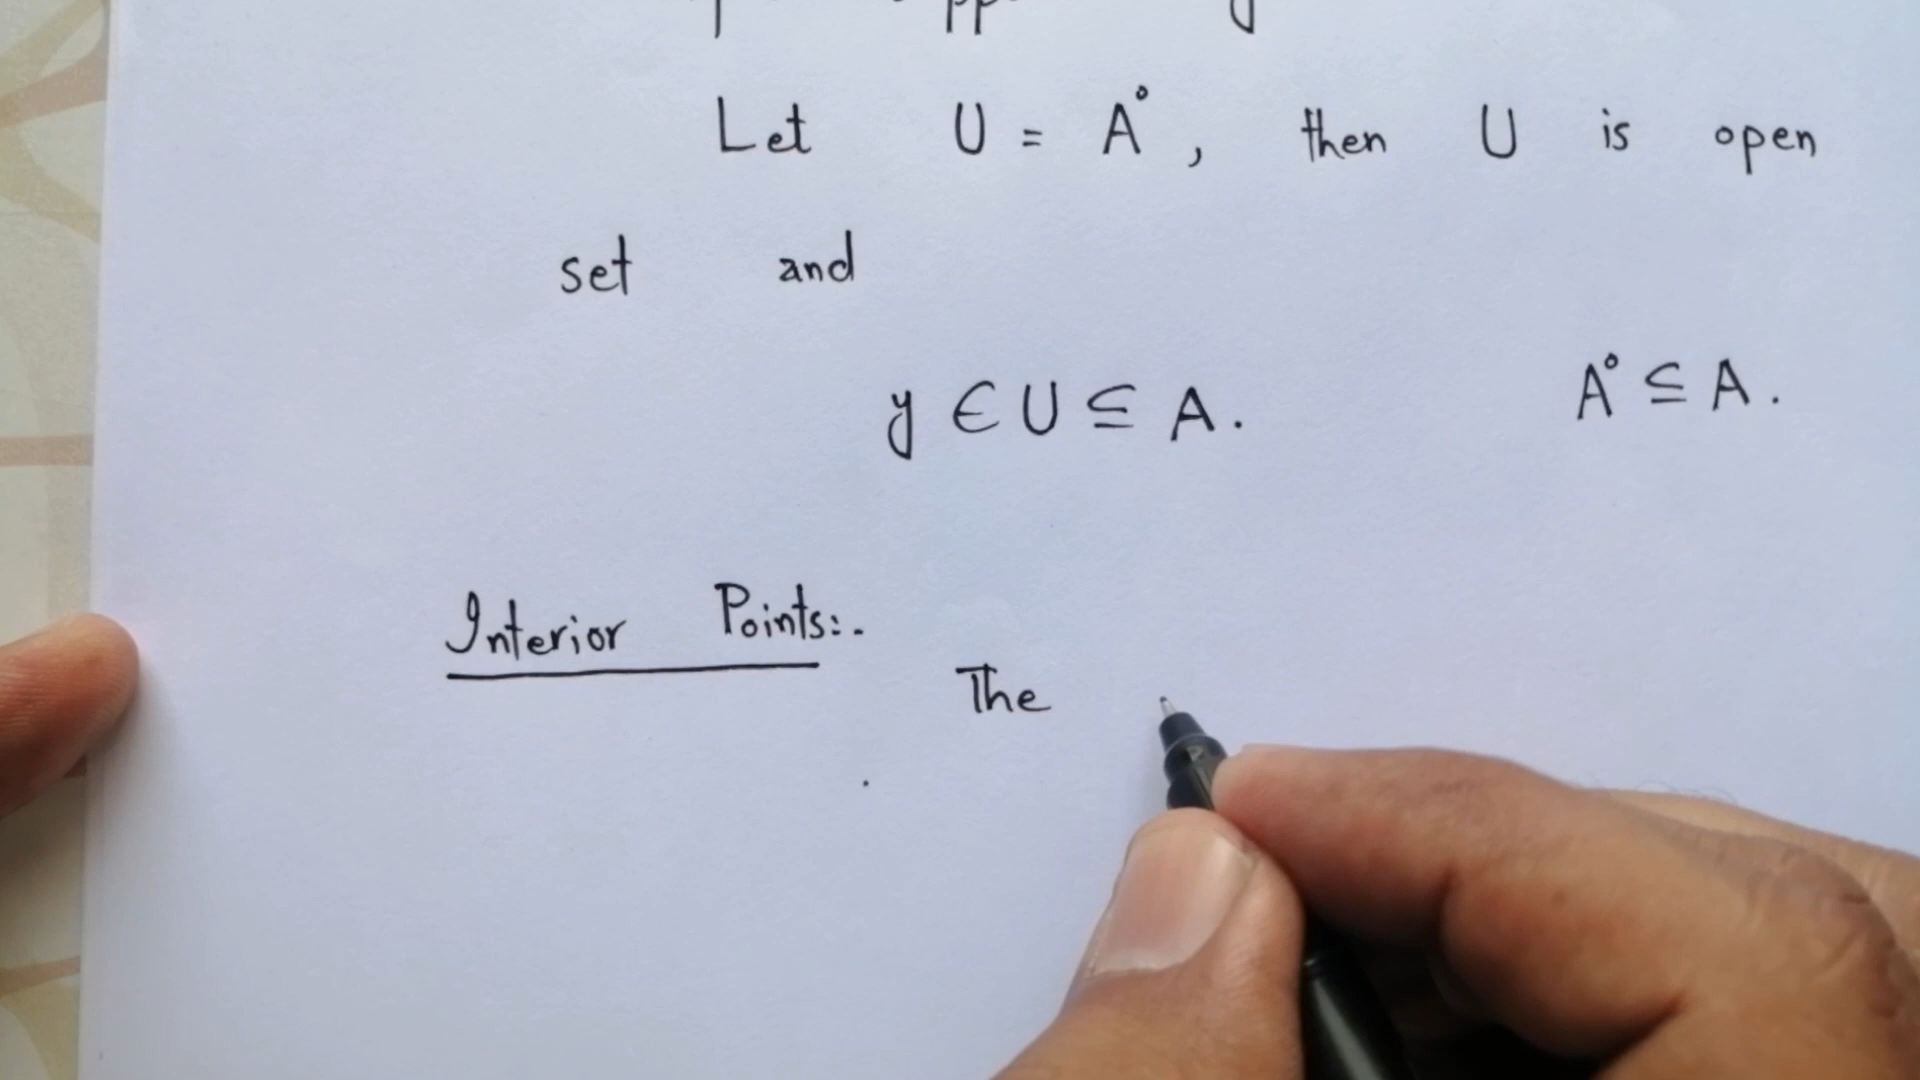 Let U = A°, then U is open
set and
y ∈ U ⊆ A. A° ⊆ A.
Interior Points:-
The